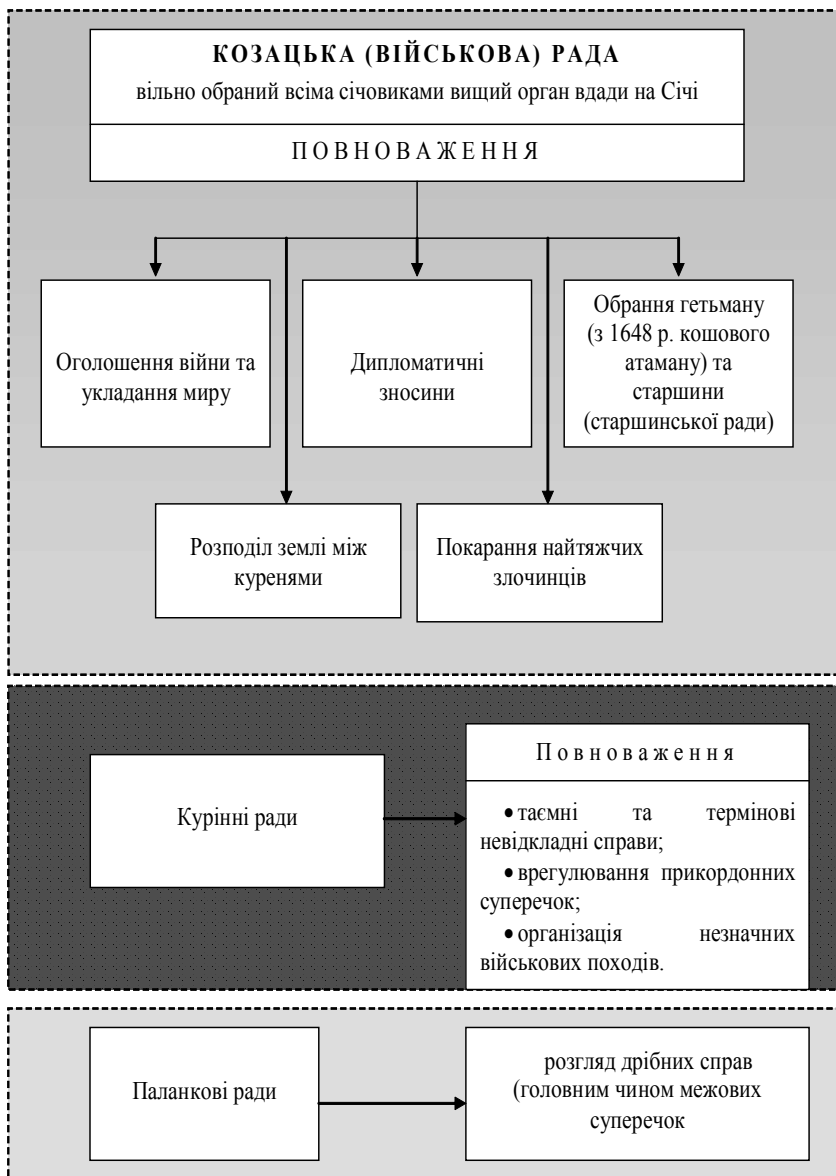 КОЗАЦЬКА (ВІЙСЬКОВА) РАДА
вільно обраний всіма січовиками вищий орган вдади на Січі
ПОВНОВАЖЕННЯ
Оголошення війни та
укладання миру
Дипломатичні
зносини
Обрання гетьману
(з 1648 р. кошового
атаману) та
старшини
(старшинської ради)
Розподіл землі між
куренями
Покарання найтяжчих
злочинців
Курінні ради
Повноваження
• таємні та термінові
невідкладні справи;
• врегулювання прикордонних
суперечок;
• організація незначних
військових походів.
Паланкові ради
розгляд дрібних справ
(головним чином межових
суперечок